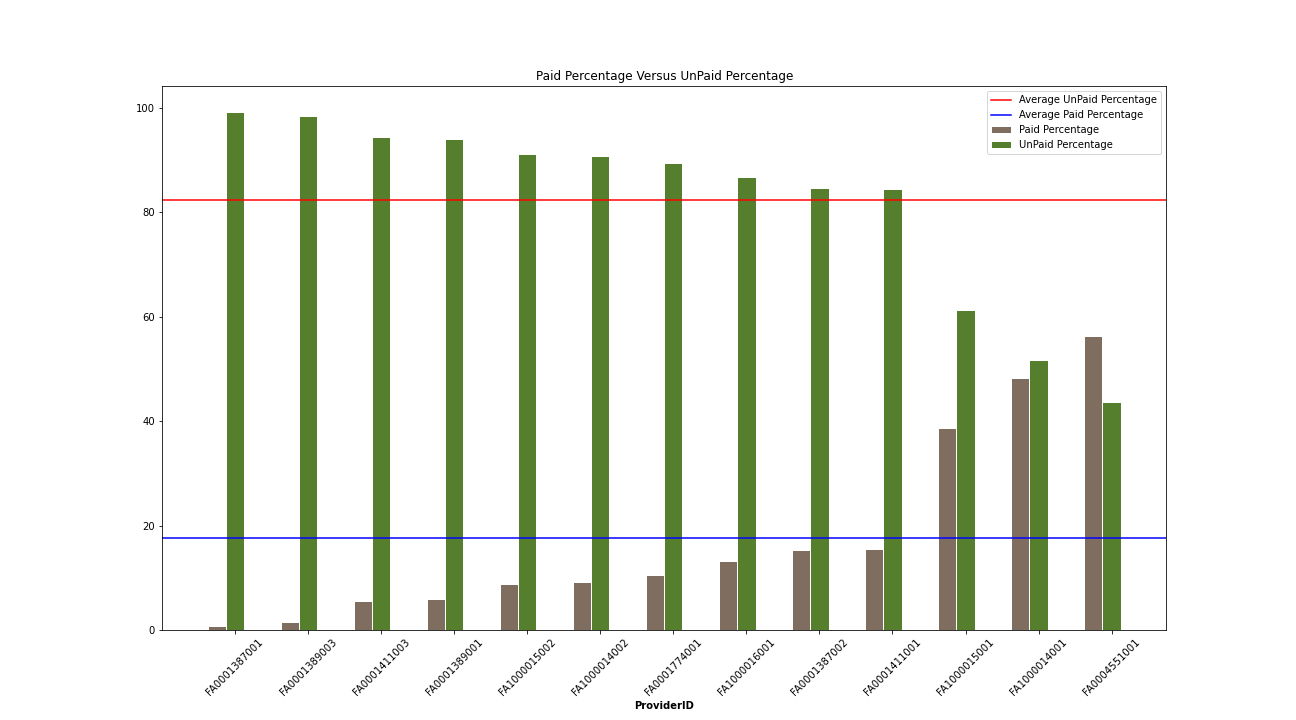 Paid Percentage Versus UnPaid Percentage
Average UnPaid Percentage
Average Paid Percentage
Paid Percentage
UnPaid Percentage
100
80
60
40
20
0
FA0001387001
FA0001389003
FA0001411003
FA0001389001
FA1000015002
FA1000014002
FA0001774001
FA1000016001
FA0001387002
FA0001411001
FA1000015001
FA1000014001
FA0004551001
ProviderID